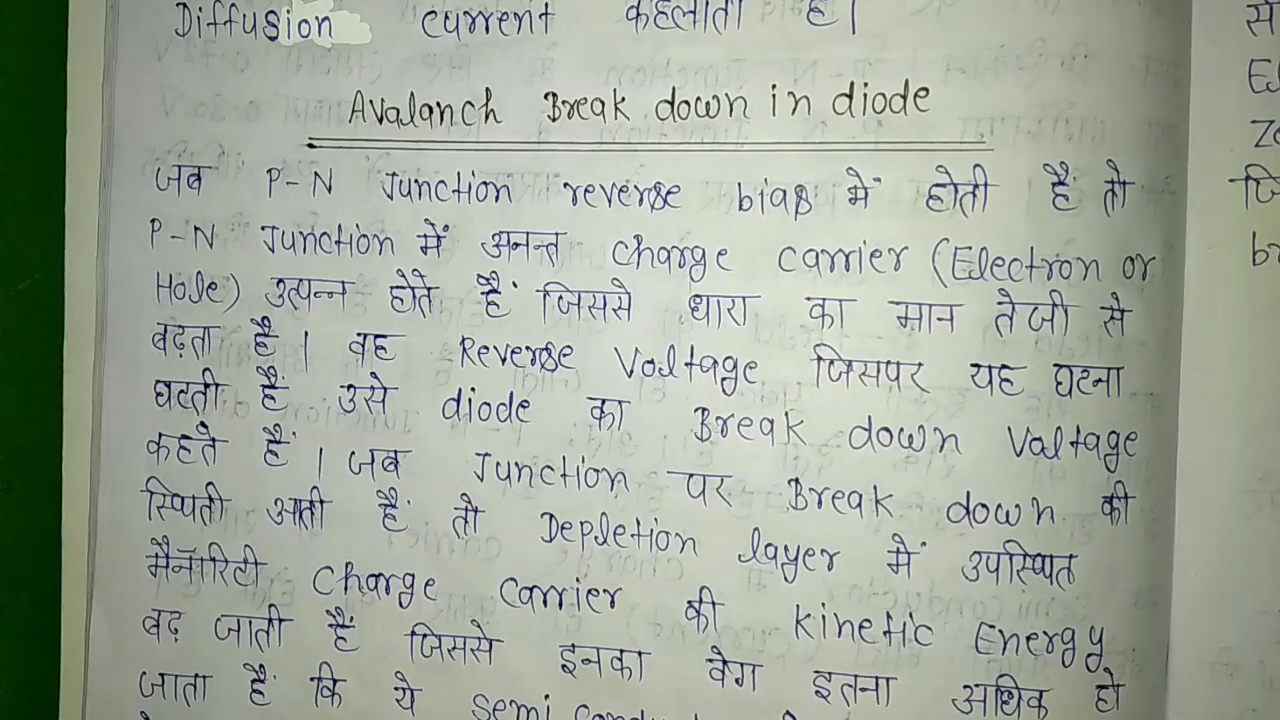 Diffusion current कहलाता है।
Avalanch Break down in diode
जब P-N Junction reverse bias में होती हैं तो
P-N Junction में अनन्त charge carrier (Electron or
Hole) उत्पन्न होते हैं जिससे धारा का मान तेजी से
बढ़ता है। वह Reverse Voltage जिसपर यह घटना
घटती हैं उसे diode का Break down Valtage
कहते हैं। जब Junction पर Break down की
स्थिती आती हैं तो Depletion layer में उपस्थित
मैनॉरिटी charge carrier की kinetic Energy
बढ़ जाती हैं जिससे इनका वेग इतना अधिक हो
जाता हैं कि ये
से